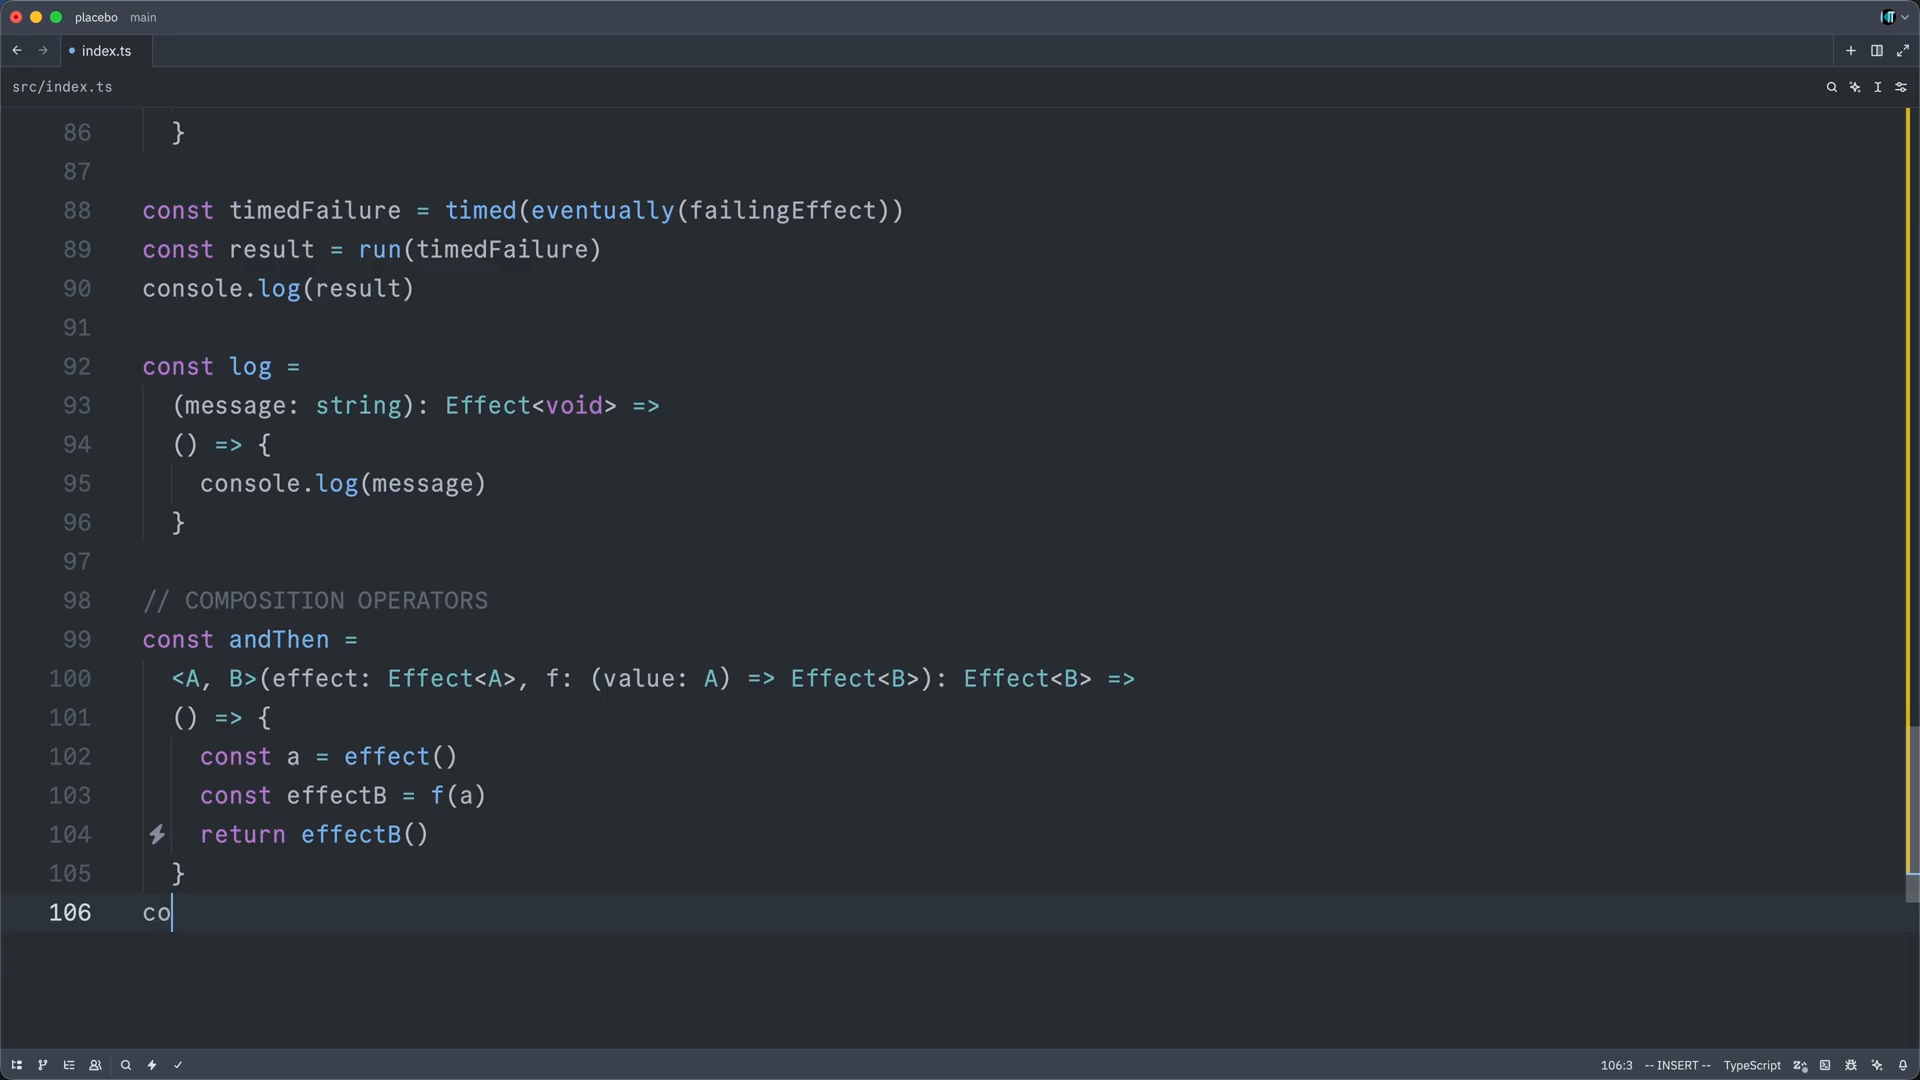 placebo main
index.ts
src/index.ts
86 }
87
88 const timedFailure = timed(eventually(failingEffect))
89 const result = run(timedFailure)
90 console.log(result)
91
92 const log =
93 (message: string): Effect<void> =>
94 () => {
95 console.log(message)
96 }
97
98 // COMPOSITION OPERATORS
99 const andThen =
100 <A, B>(effect: Effect<A>, f: (value: A) => Effect<B>): Effect<B> =>
101 () => {
102 const a = effect()
103 const effectB = f(a)
104 return effectB()
105 }
106 co
106:3 -- INSERT -- TypeScript